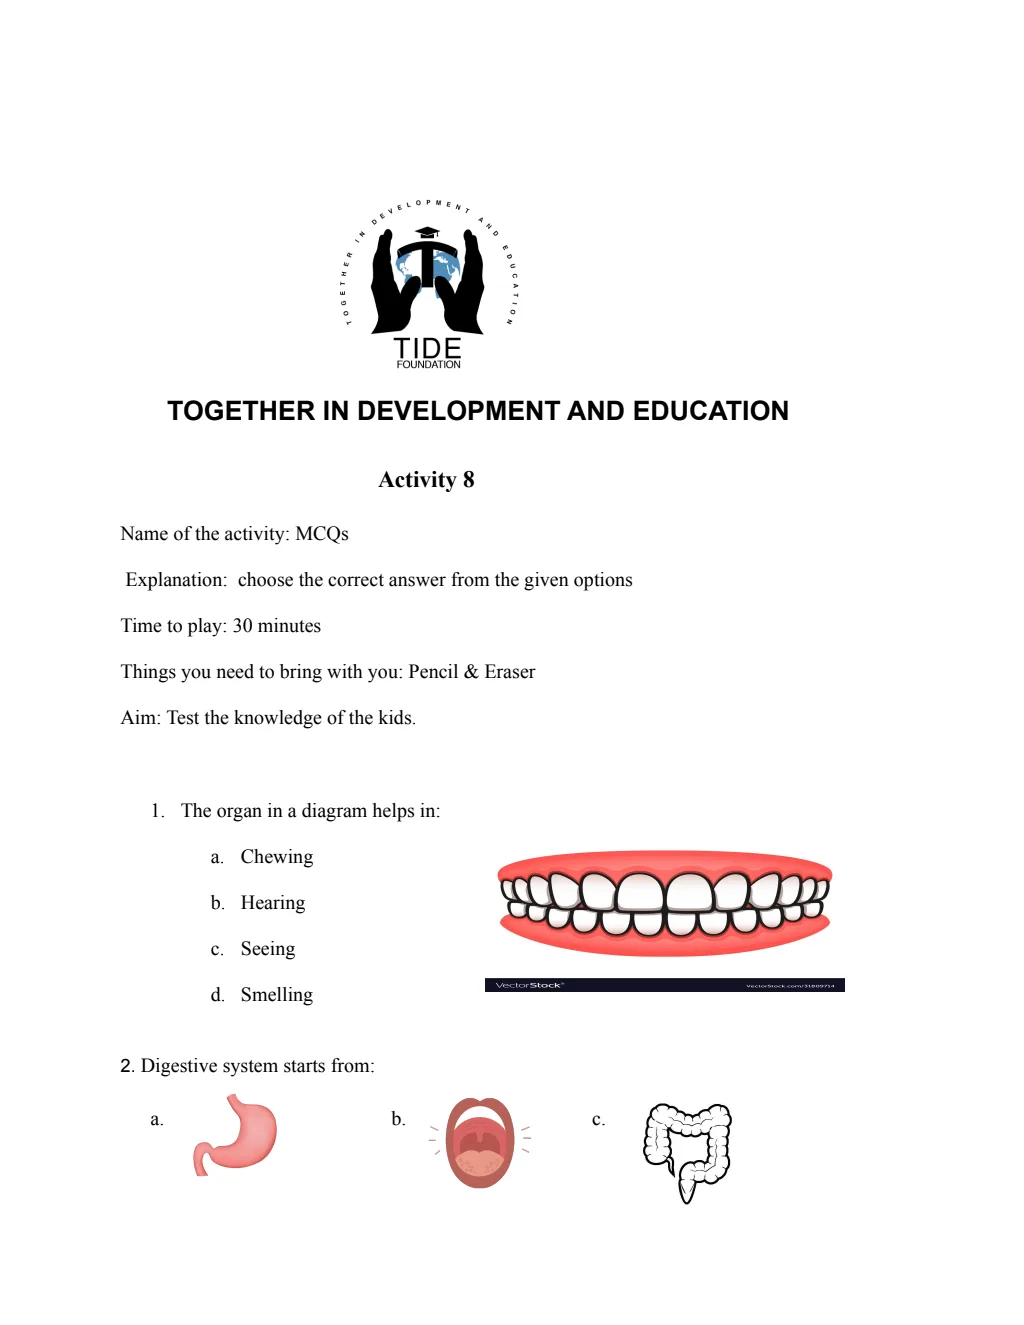 TOGETHER IN DEVELOPMENT AND EDUCATION
TIDE
FOUNDATION
TOGETHER IN DEVELOPMENT AND EDUCATION
Activity 8
Name of the activity: MCQs
Explanation: choose the correct answer from the given options
Time to play: 30 minutes
Things you need to bring with you: Pencil & Eraser
Aim: Test the knowledge of the kids.
1. The organ in a diagram helps in:
a. Chewing
b. Hearing
c. Seeing
d. Smelling
VectorStock® VectorStock.com/31809714
2. Digestive system starts from:
a. b. c.